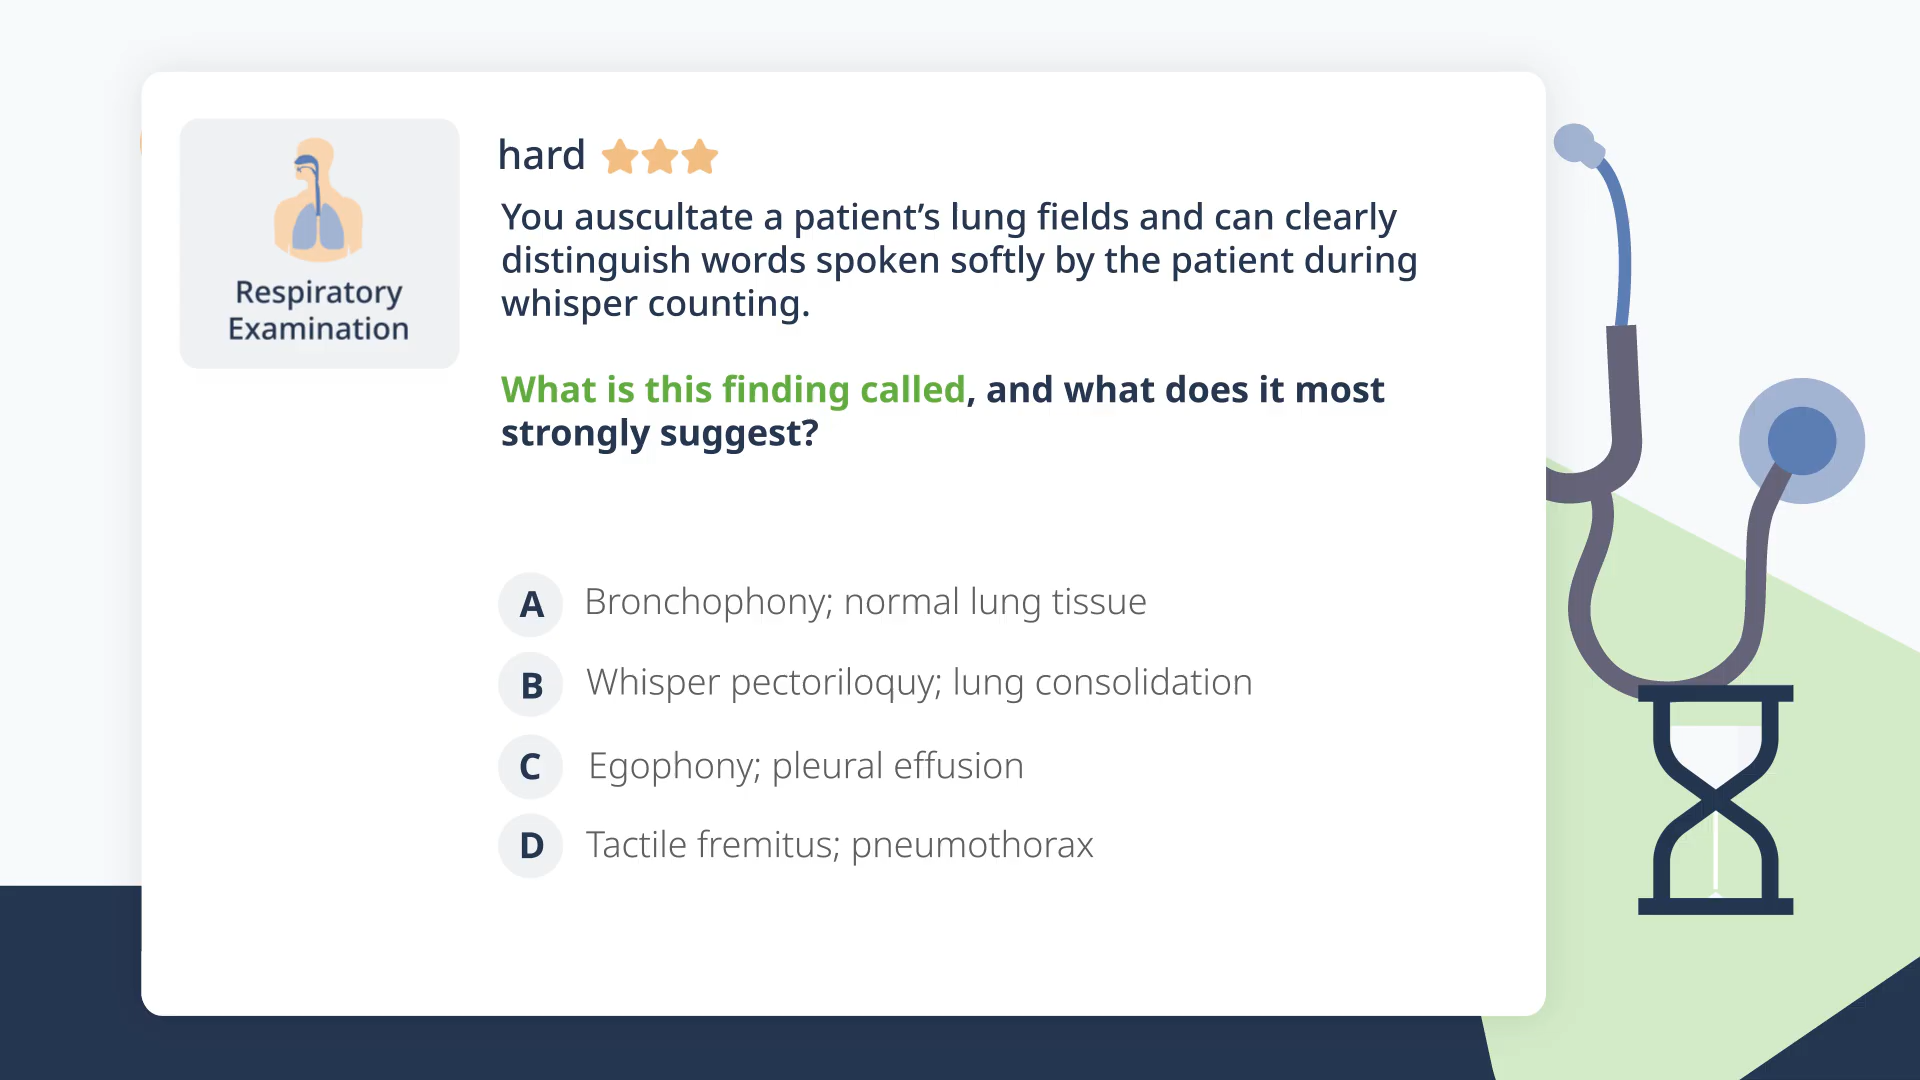 Respiratory
Examination
hard
You auscultate a patient’s lung fields and can clearly
distinguish words spoken softly by the patient during
whisper counting.
What is this finding called, and what does it most
strongly suggest?
A Bronchophony; normal lung tissue
B Whisper pectoriloquy; lung consolidation
C Egophony; pleural effusion
D Tactile fremitus; pneumothorax